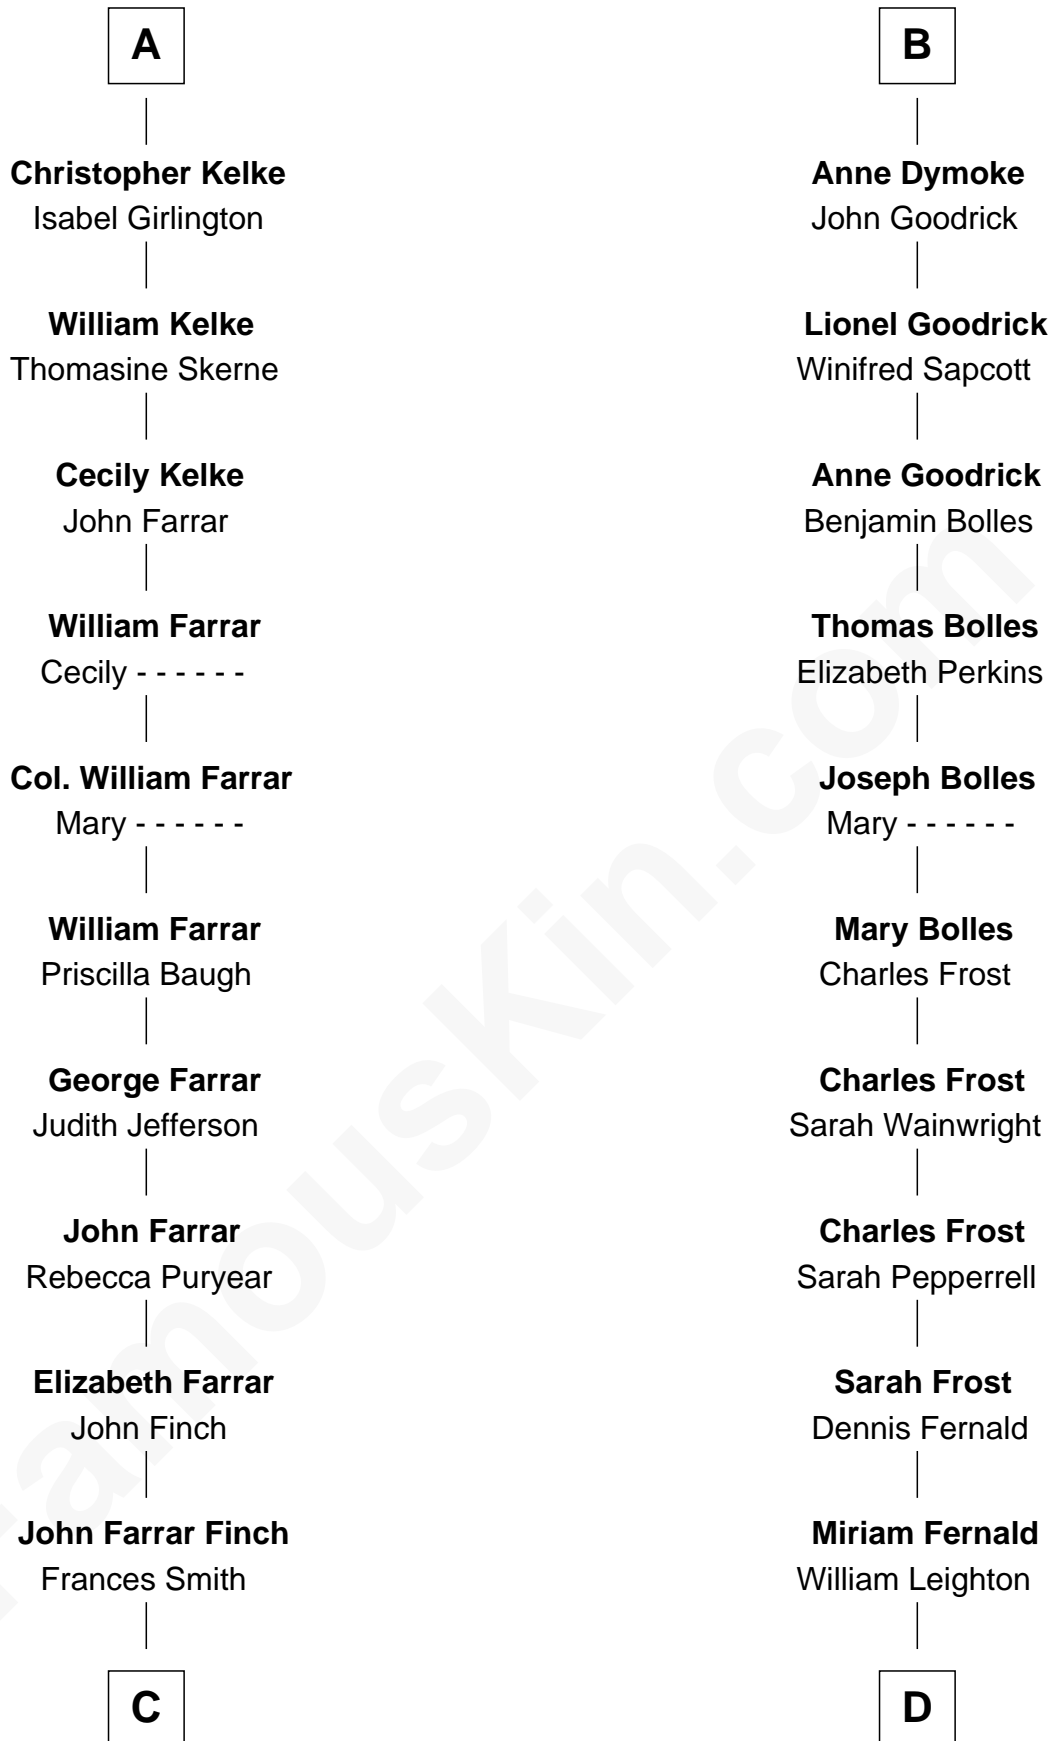 A
Christopher Kelke
Isabel Girlington
William Kelke
Thomasine Skerne
Cecily Kelke
John Farrar
William Farrar
Cecily - - - - - -
Col. William Farrar
Mary - - - - - -
William Farrar
Priscilla Baugh
George Farrar
Judith Jefferson
John Farrar
Rebecca Puryear
Elizabeth Farrar
John Finch
John Farrar Finch
Frances Smith
C
B
Anne Dymoke
John Goodrick
Lionel Goodrick
Winifred Sapcott
Anne Goodrick
Benjamin Bolles
Thomas Bolles
Elizabeth Perkins
Joseph Bolles
Mary - - - - - -
Mary Bolles
Charles Frost
Charles Frost
Sarah Wainwright
Charles Frost
Sarah Pepperrell
Sarah Frost
Dennis Fernald
Miriam Fernald
William Leighton
D
FamousKin.com